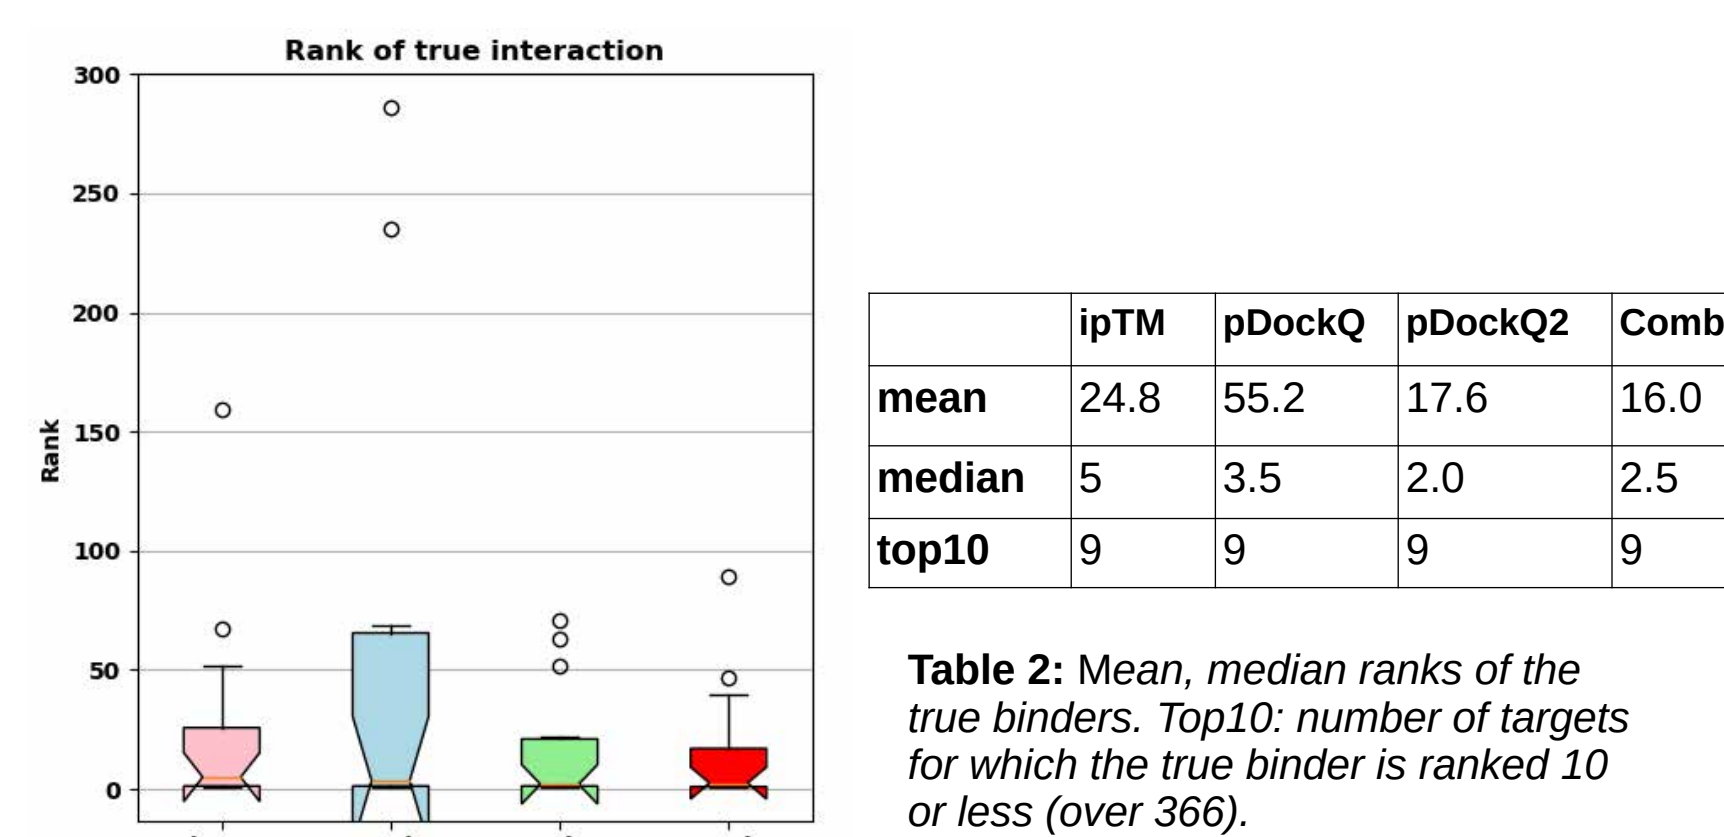 Rank of true interaction
300
250
200
150
100
50
0
Rank
ipTM pDockQ pDockQ2 Comb
mean 24.8 55.2 17.6 16.0
median 5 3.5 2.0 2.5
top10 9 9 9 9
Table 2: Mean, median ranks of the
true binders. Top10: number of targets
for which the true binder is ranked 10
or less (over 366).